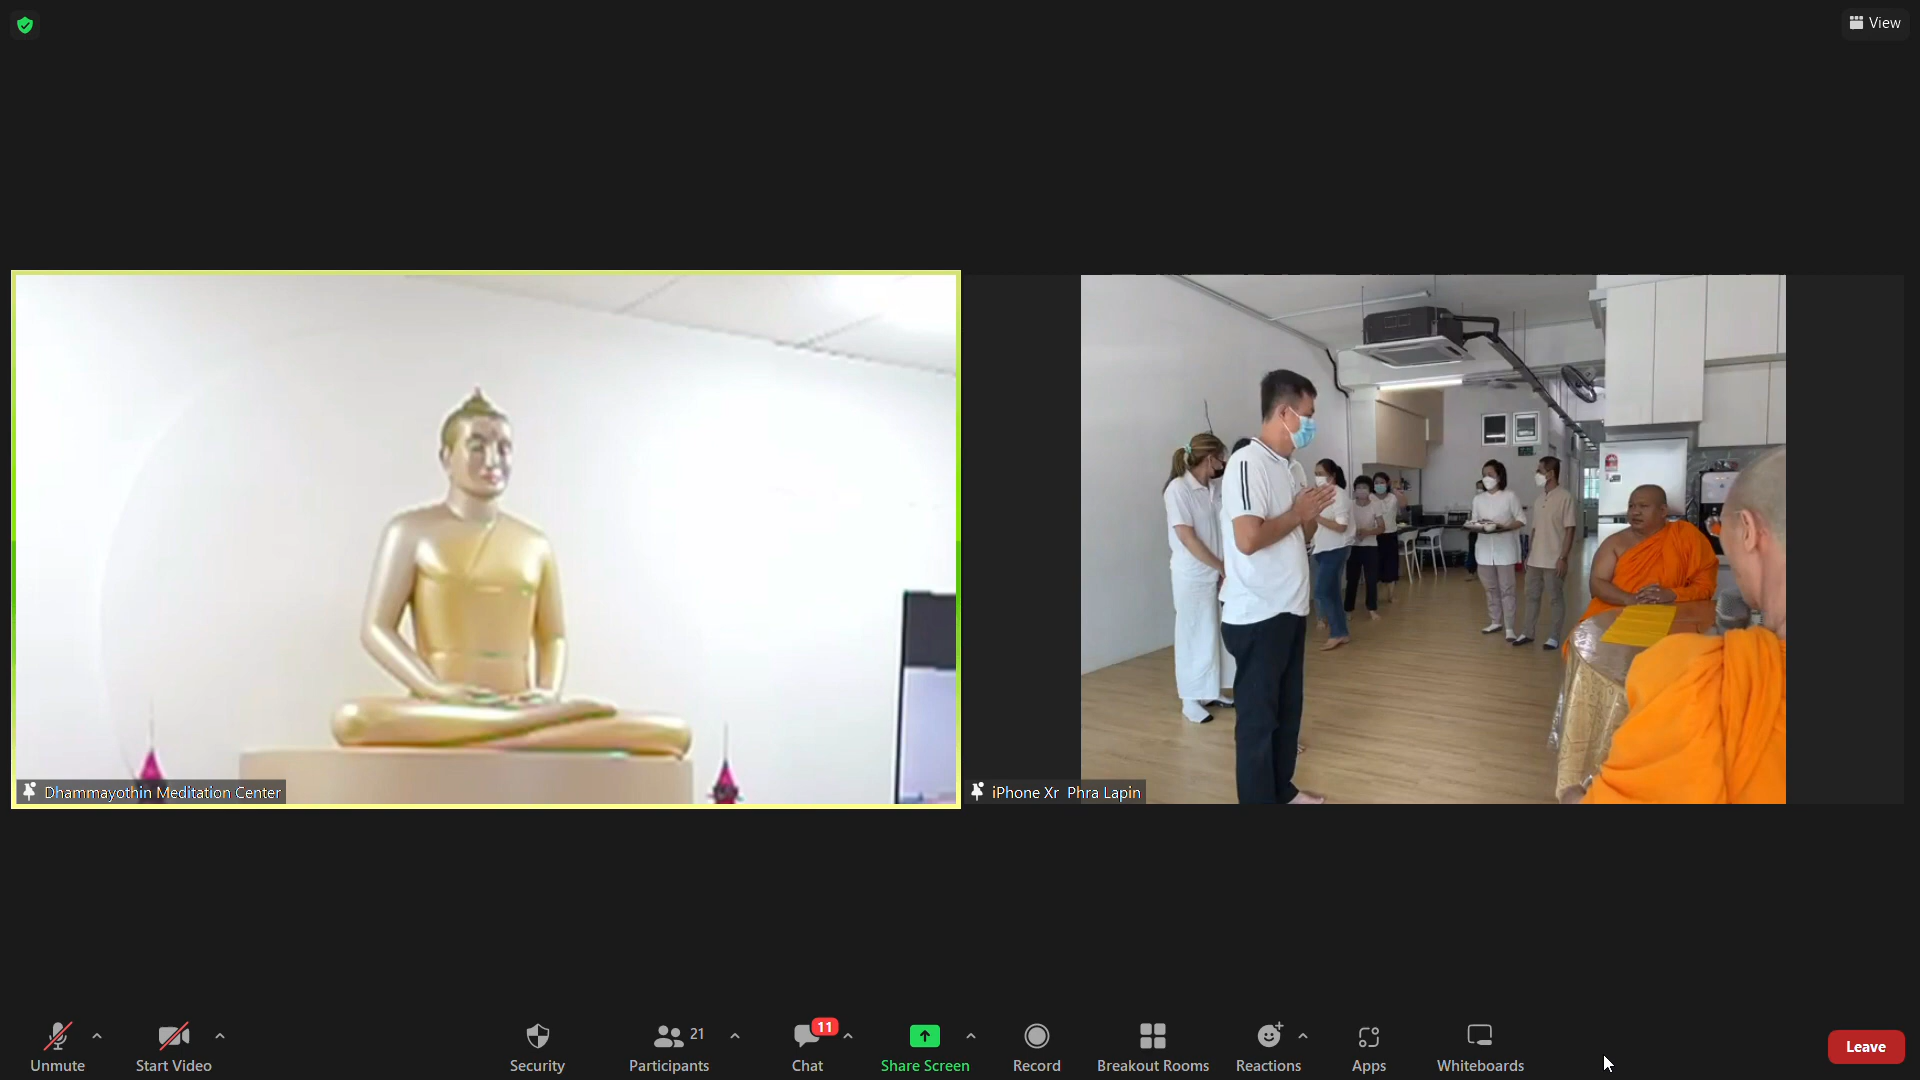 View
Dhammayothin Meditation Center
iPhone Xr Phra Lapin
Unmute
Start Video
Security
21
Participants
11
Chat
Share Screen
Record
Breakout Rooms
Reactions
Apps
Whiteboards
Leave